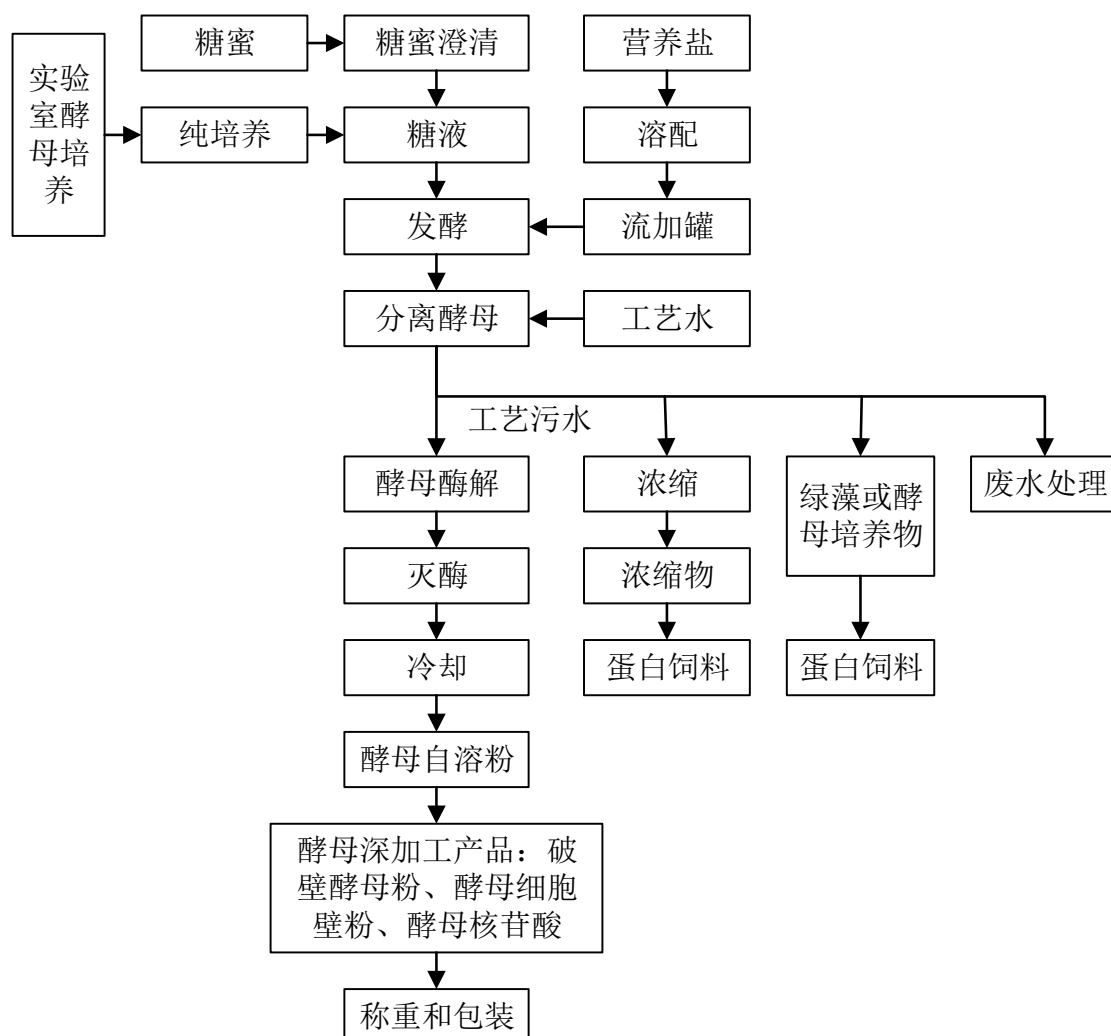 糖蜜
糖蜜澄清
营养盐
实验
室酵
母培
养
纯培养
糖液
溶配
发酵
流加罐
分离酵母
工艺水
工艺污水
酵母酶解
浓缩
绿藻或酵
母培养物
废水处理
灭酶
浓缩物
冷却
蛋白饲料
蛋白饲料
酵母自溶粉
酵母深加工产品：破
壁酵母粉、酵母细胞
壁粉、酵母核苷酸
称重和包装